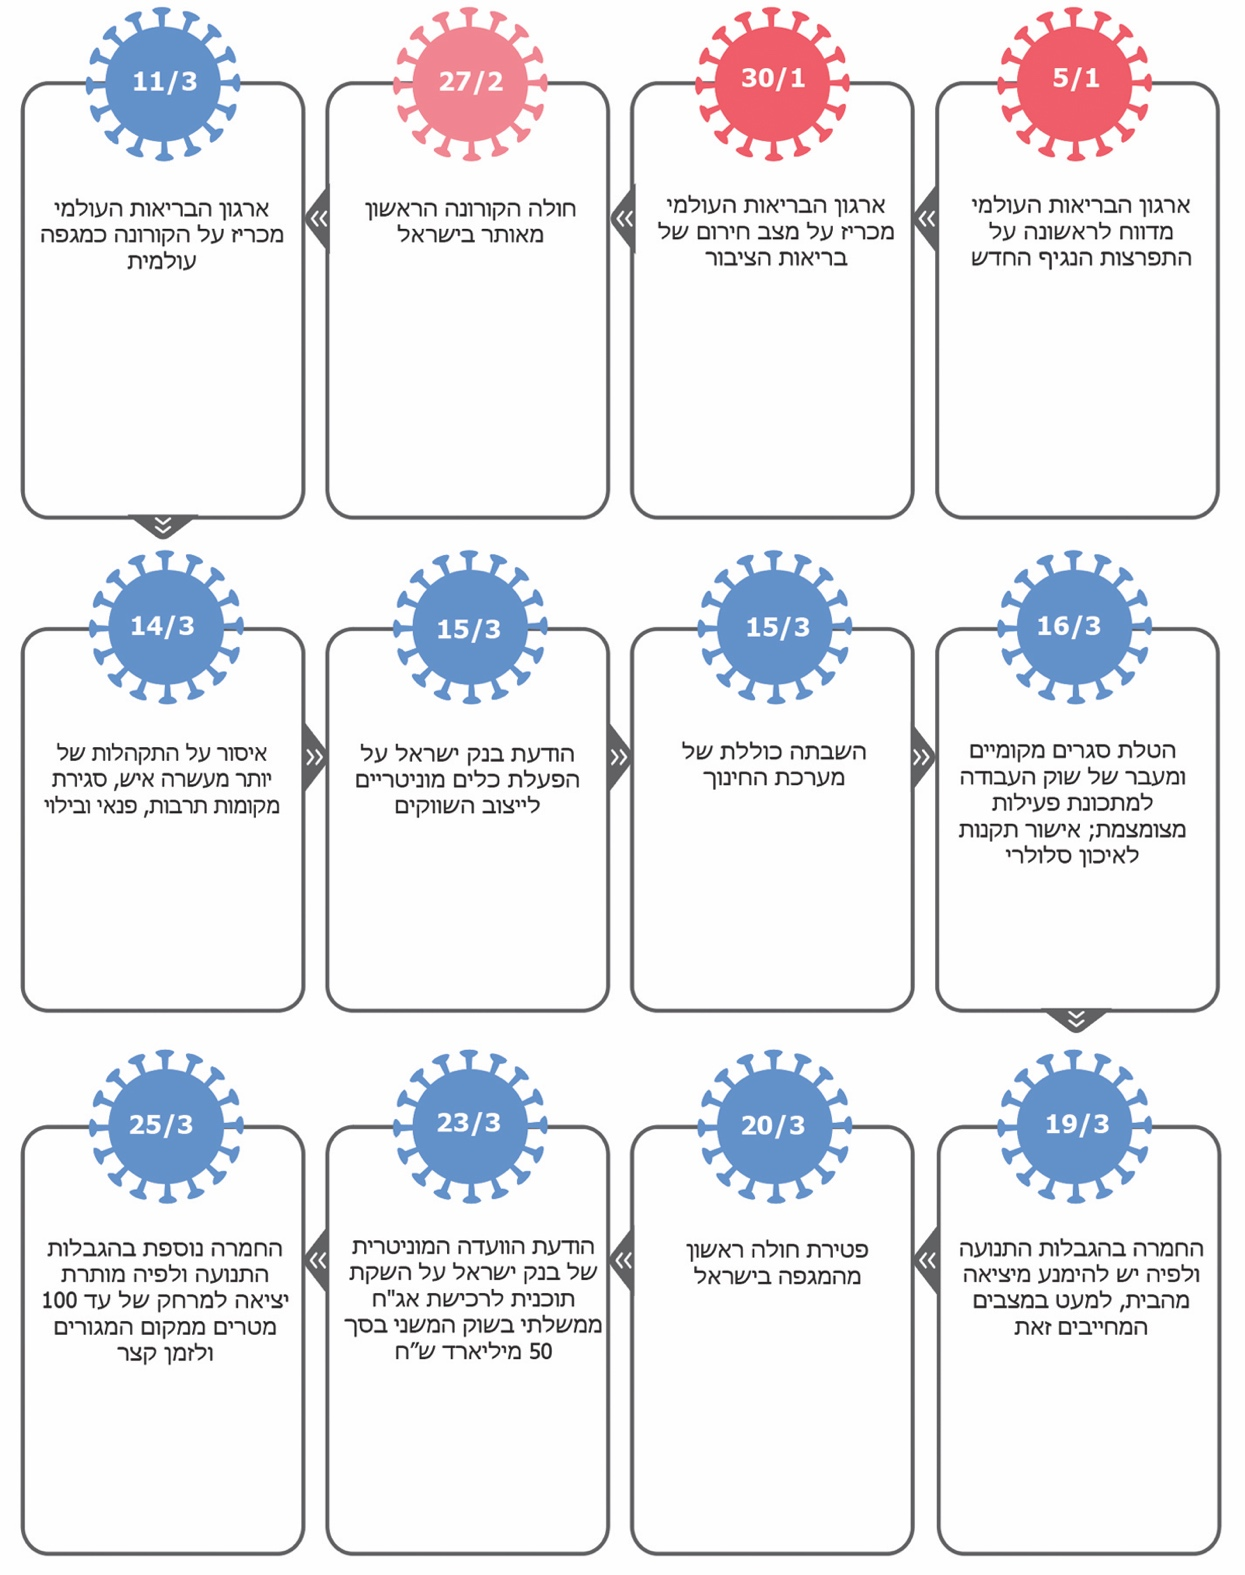 5/1
ארגון הבריאות העולמי
מדווח לראשונה על
התפרצות הנגיף החדש
30/1
ארגון הבריאות העולמי
מכריז על מצב חירום של
בריאות הציבור
27/2
חולה הקורונה הראשון
מאותר בישראל
11/3
ארגון הבריאות העולמי
מכריז על הקורונה כמגפה
עולמית
14/3
איסור על התקהלות של
יותר מעשרה איש, סגירת
מקומות תרבות, פנאי ובילוי
15/3
הודעת בנק ישראל על
הפעלת כלים מוניטריים
לייצוב השווקים
15/3
השבתה כוללת של
מערכת החינוך
16/3
הטלת סגרים מקומיים
ומעבר של שוק העבודה
למתכונת פעילות
מצומצמת; אישור תקנות
לאיכון סלולרי
19/3
החמרה בהגבלות התנועה
ולפיה יש להימנע מיציאה
מהבית, למעט במצבים
המחייבים זאת
20/3
פטירת חולה ראשון
מהמגפה בישראל
23/3
הודעת הוועדה המוניטרית
של בנק ישראל על השקת
תוכנית לרכישת אג"ח
ממשלתי בשוק המשני בסך
50 מיליארד ש״ח
25/3
החמרה נוספת בהגבלות
התנועה ולפיה מותרת
יציאה למרחק של עד 100
מטרים ממקום המגורים
ולזמן קצר